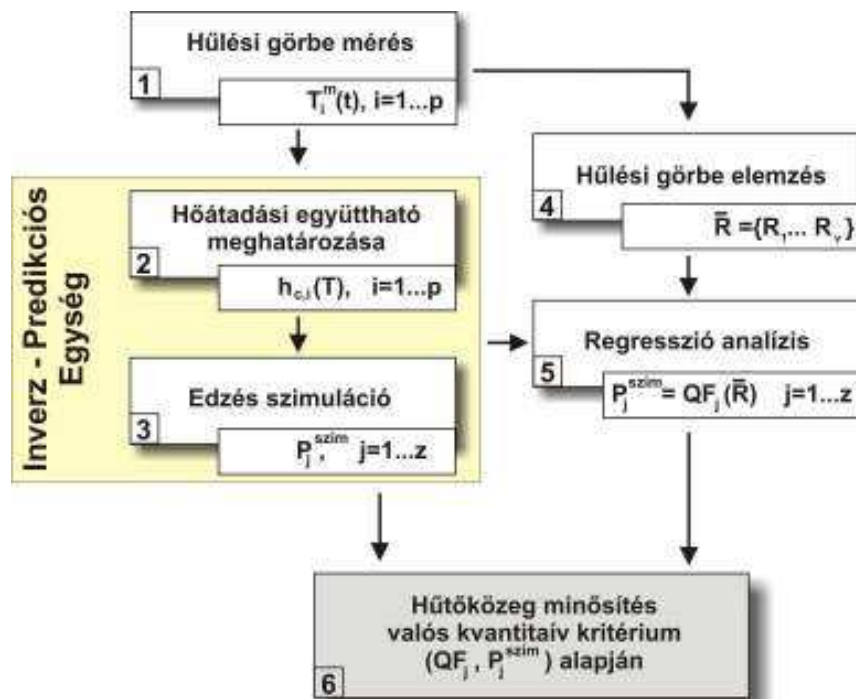 Hűlési görbe mérés
1
T_i^m(t), i=1...p
Inverz - Predikciós
Egység
Hőátadási együttható
meghatározása
2
h_c,i(T), i=1...p
Edzés szimuláció
3
P_j^szim, j=1...z
Hűlési görbe elemzés
4
R̄ ={R_1... R_v}
Regresszió analízis
5
P_j^szim= QF_j(R̄) j=1...z
Hűtőközeg minősítés
valós kvantitaív kritérium
(QF_j, P_j^szim) alapján
6